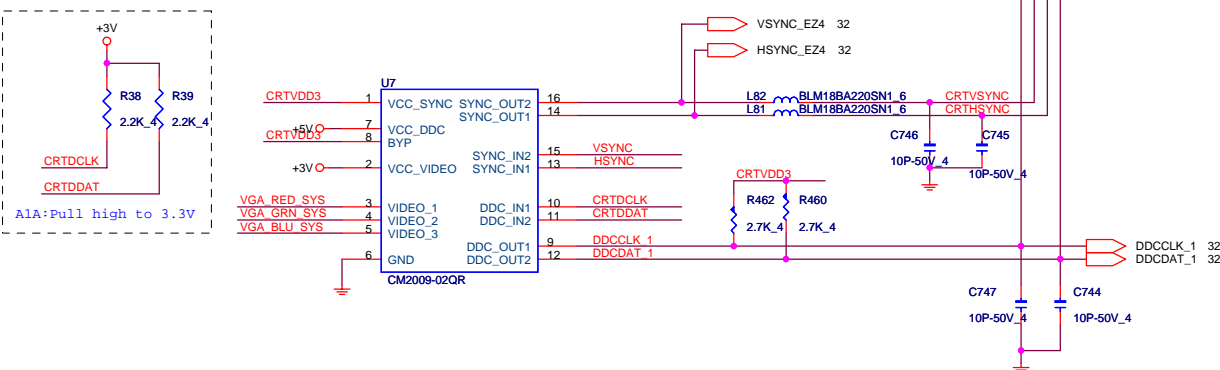 +3V
R38
R39
2.2K_4
2.2K_4
CRTDCLK
CRTDDAT
A1A:Pull high to 3.3V
VSYNC_EZ4 32
HSYNC_EZ4 32
U7
CRTVDD3
1
VCC_SYNC
SYNC_OUT2
16
SYNC_OUT1
14
L82
BLM18BA220SN1_6
CRTVSYNC
L81
BLM18BA220SN1_6
CRTHSYNC
+5V
7
VCC_DDC
CRTVDD3
8
BYP
C746
C745
10P-50V_4
10P-50V_4
SYNC_IN2
15
VSYNC
+3V
2
VCC_VIDEO
SYNC_IN1
13
HSYNC
CRTVDD3
VGA_RED_SYS
3
VIDEO_1
DDC_IN1
10
CRTDCLK
VGA_GRN_SYS
4
VIDEO_2
DDC_IN2
11
CRTDDAT
VGA_BLU_SYS
5
VIDEO_3
R462
R460
2.7K_4
2.7K_4
DDC_OUT1
9
DDCCLK_1
DDCCLK_1 32
6
GND
DDC_OUT2
12
DDCDAT_1
DDCDAT_1 32
CM2009-02QR
C747
C744
10P-50V_4
10P-50V_4